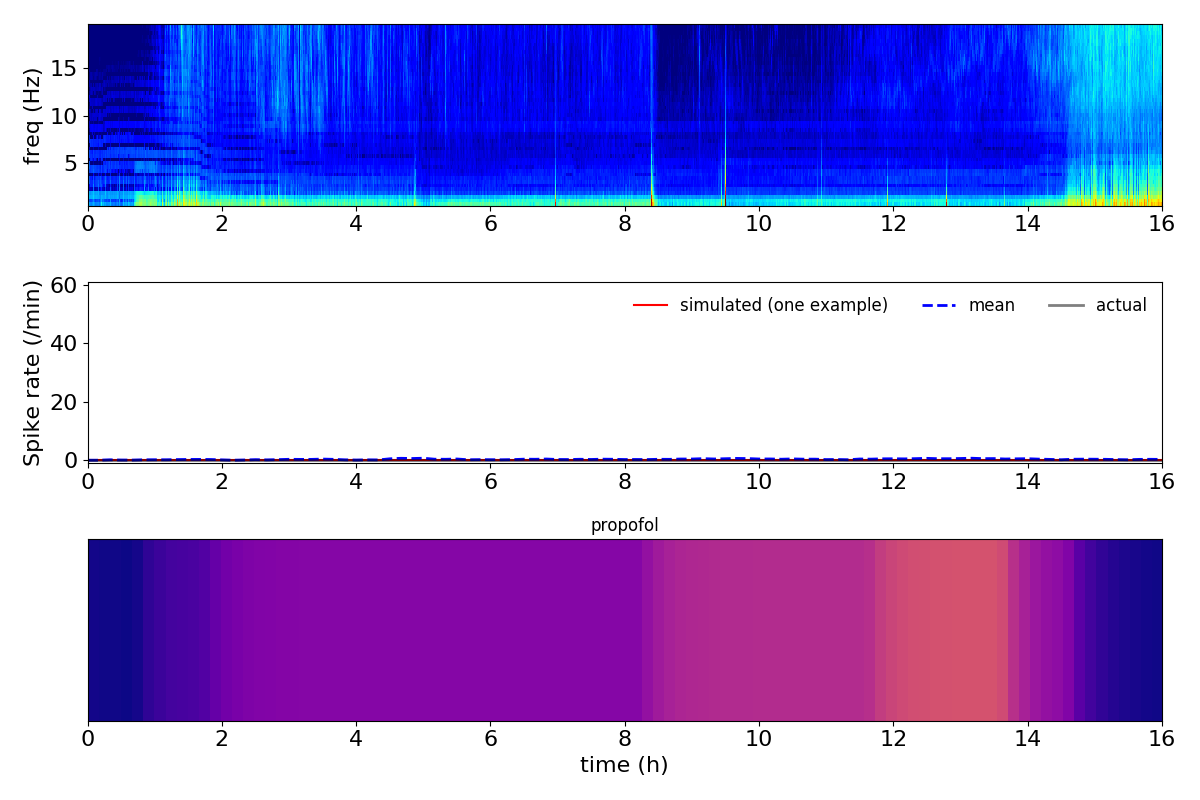 freq (Hz)
15
10
5
0 2 4 6 8 10 12 14 16
Spike rate (/min)
60
40
20
0
simulated (one example) mean actual
0 2 4 6 8 10 12 14 16
propofol
0 2 4 6 8 10 12 14 16
time (h)